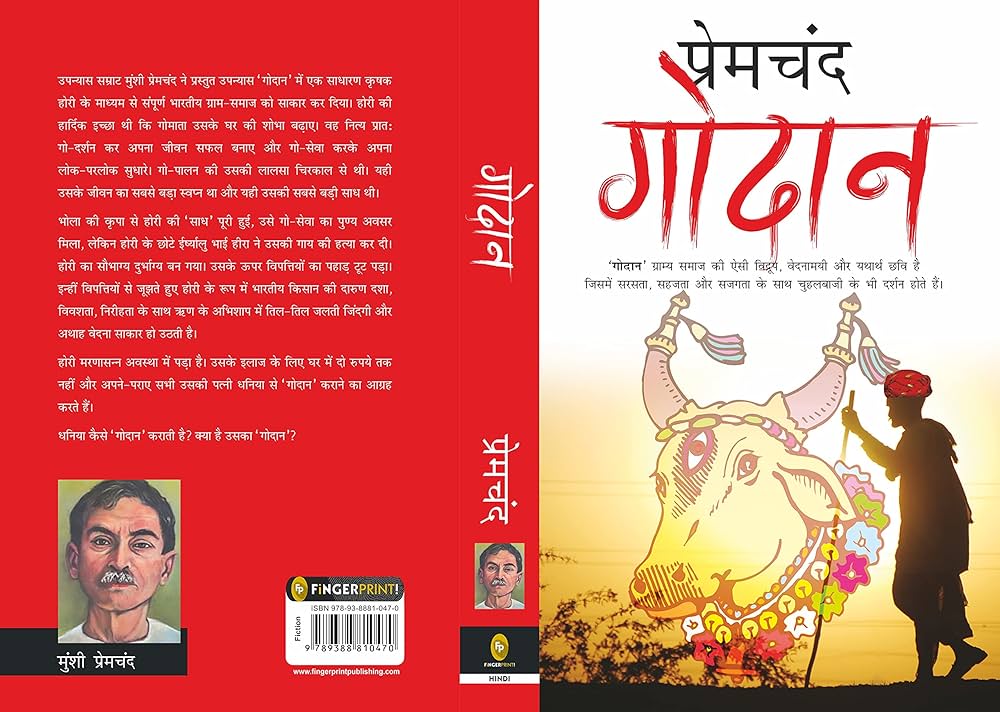 उपन्यास सम्राट मुंशी प्रेमचंद ने प्रस्तुत उपन्यास ‘गोदान’ में एक साधारण कृषक
होरी के माध्यम से संपूर्ण भारतीय ग्राम-समाज को साकार कर दिया। होरी की
हार्दिक इच्छा थी कि गोमाता उसके घर की शोभा बढ़ाए। वह नित्य प्रातः
गो-दर्शन कर अपना जीवन सफल बनाए और गो-सेवा करके अपना
लोक-परलोक सुधारे। गो-पालन की उसकी लालसा चिरकाल से थी। यही
उसके जीवन का सबसे बड़ा स्वप्न था और यही उसकी सबसे बड़ी साध थी।
भोला की कृपा से होरी की ‘साध’ पूरी हुई, उसे गो-सेवा का पुण्य अवसर
मिला, लेकिन होरी के छोटे ईर्ष्यालु भाई हीरा ने उसकी गाय की हत्या कर दी।
होरी का सौभाग्य दुर्भाग्य बन गया। उसके ऊपर विपत्तियों का पहाड़ टूट पड़ा।
इन्हीं विपत्तियों से जूझते हुए होरी के रूप में भारतीय किसान की दारुण दशा,
विवशता, निरीहता के साथ ऋण के अभिशाप में तिल-तिल जलती जिंदगी और
अथाह वेदना साकार हो उठती है।
होरी मरणासन्न अवस्था में पड़ा है। उसके इलाज के लिए घर में दो रुपये तक
नहीं और अपने-पराए सभी उसकी पत्नी धनिया से ‘गोदान’ कराने का आग्रह
करते हैं।
धनिया कैसे ‘गोदान’ कराती है? क्या है उसका ‘गोदान’?
मुंशी प्रेमचंद
Fiction
FP FiNGERPRINT!
ISBN 978-93-8881-047-0
9 789388 810470
www.fingerprintpublishing.com
गोदान
प्रेमचंद
FP
FiNGERPRINT!
HINDI
प्रेमचंद
गोदान
‘गोदान’ ग्राम्य समाज की ऐसी विद्रूप, वेदनामयी और यथार्थ छवि है
जिसमें सरसता, सहजता और सजगता के साथ चुहलबाजी के भी दर्शन होते हैं।